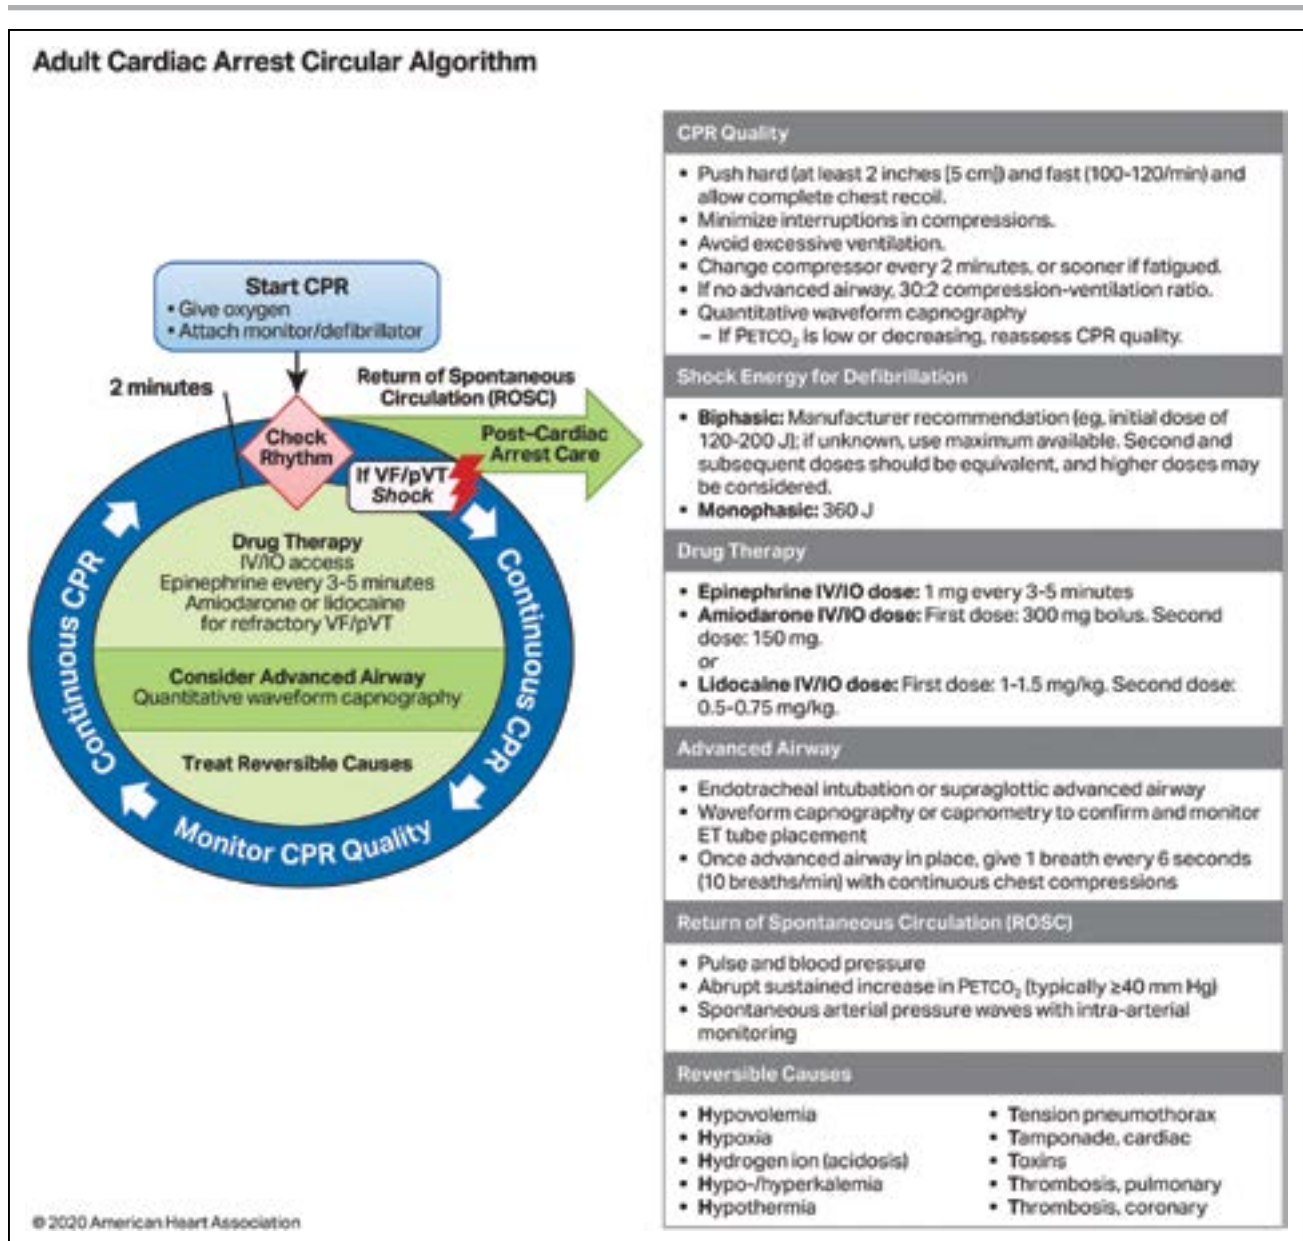 Adult Cardiac Arrest Circular Algorithm
Start CPR
• Give oxygen
• Attach monitor/defibrillator
2 minutes
Return of Spontaneous
Circulation (ROSC)
Check
Rhythm
Post–Cardiac
Arrest Care
If VF/pVT
Shock
Drug Therapy
IV/IO access
Epinephrine every 3-5 minutes
Amiodarone or lidocaine
for refractory VF/pVT
Consider Advanced Airway
Quantitative waveform capnography
Treat Reversible Causes
Continuous CPR
Continuous CPR
Monitor CPR Quality
© 2020 American Heart Association
CPR Quality
• Push hard (at least 2 inches [5 cm]) and fast (100-120/min) and
allow complete chest recoil.
• Minimize interruptions in compressions.
• Avoid excessive ventilation.
• Change compressor every 2 minutes, or sooner if fatigued.
• If no advanced airway, 30:2 compression-ventilation ratio.
• Quantitative waveform capnography
– If PETCO₂ is low or decreasing, reassess CPR quality.
Shock Energy for Defibrillation
• Biphasic: Manufacturer recommendation (eg, initial dose of
120-200 J); if unknown, use maximum available. Second and
subsequent doses should be equivalent, and higher doses may
be considered.
• Monophasic: 360 J
Drug Therapy
• Epinephrine IV/IO dose: 1 mg every 3-5 minutes
• Amiodarone IV/IO dose: First dose: 300 mg bolus. Second
dose: 150 mg.
or
• Lidocaine IV/IO dose: First dose: 1-1.5 mg/kg. Second dose:
0.5-0.75 mg/kg.
Advanced Airway
• Endotracheal intubation or supraglottic advanced airway
• Waveform capnography or capnometry to confirm and monitor
ET tube placement
• Once advanced airway in place, give 1 breath every 6 seconds
(10 breaths/min) with continuous chest compressions
Return of Spontaneous Circulation (ROSC)
• Pulse and blood pressure
• Abrupt sustained increase in PETCO₂ (typically ≥40 mm Hg)
• Spontaneous arterial pressure waves with intra-arterial
monitoring
Reversible Causes
• Hypovolemia
• Hypoxia
• Hydrogen ion (acidosis)
• Hypo-/hyperkalemia
• Hypothermia
• Tension pneumothorax
• Tamponade, cardiac
• Toxins
• Thrombosis, pulmonary
• Thrombosis, coronary